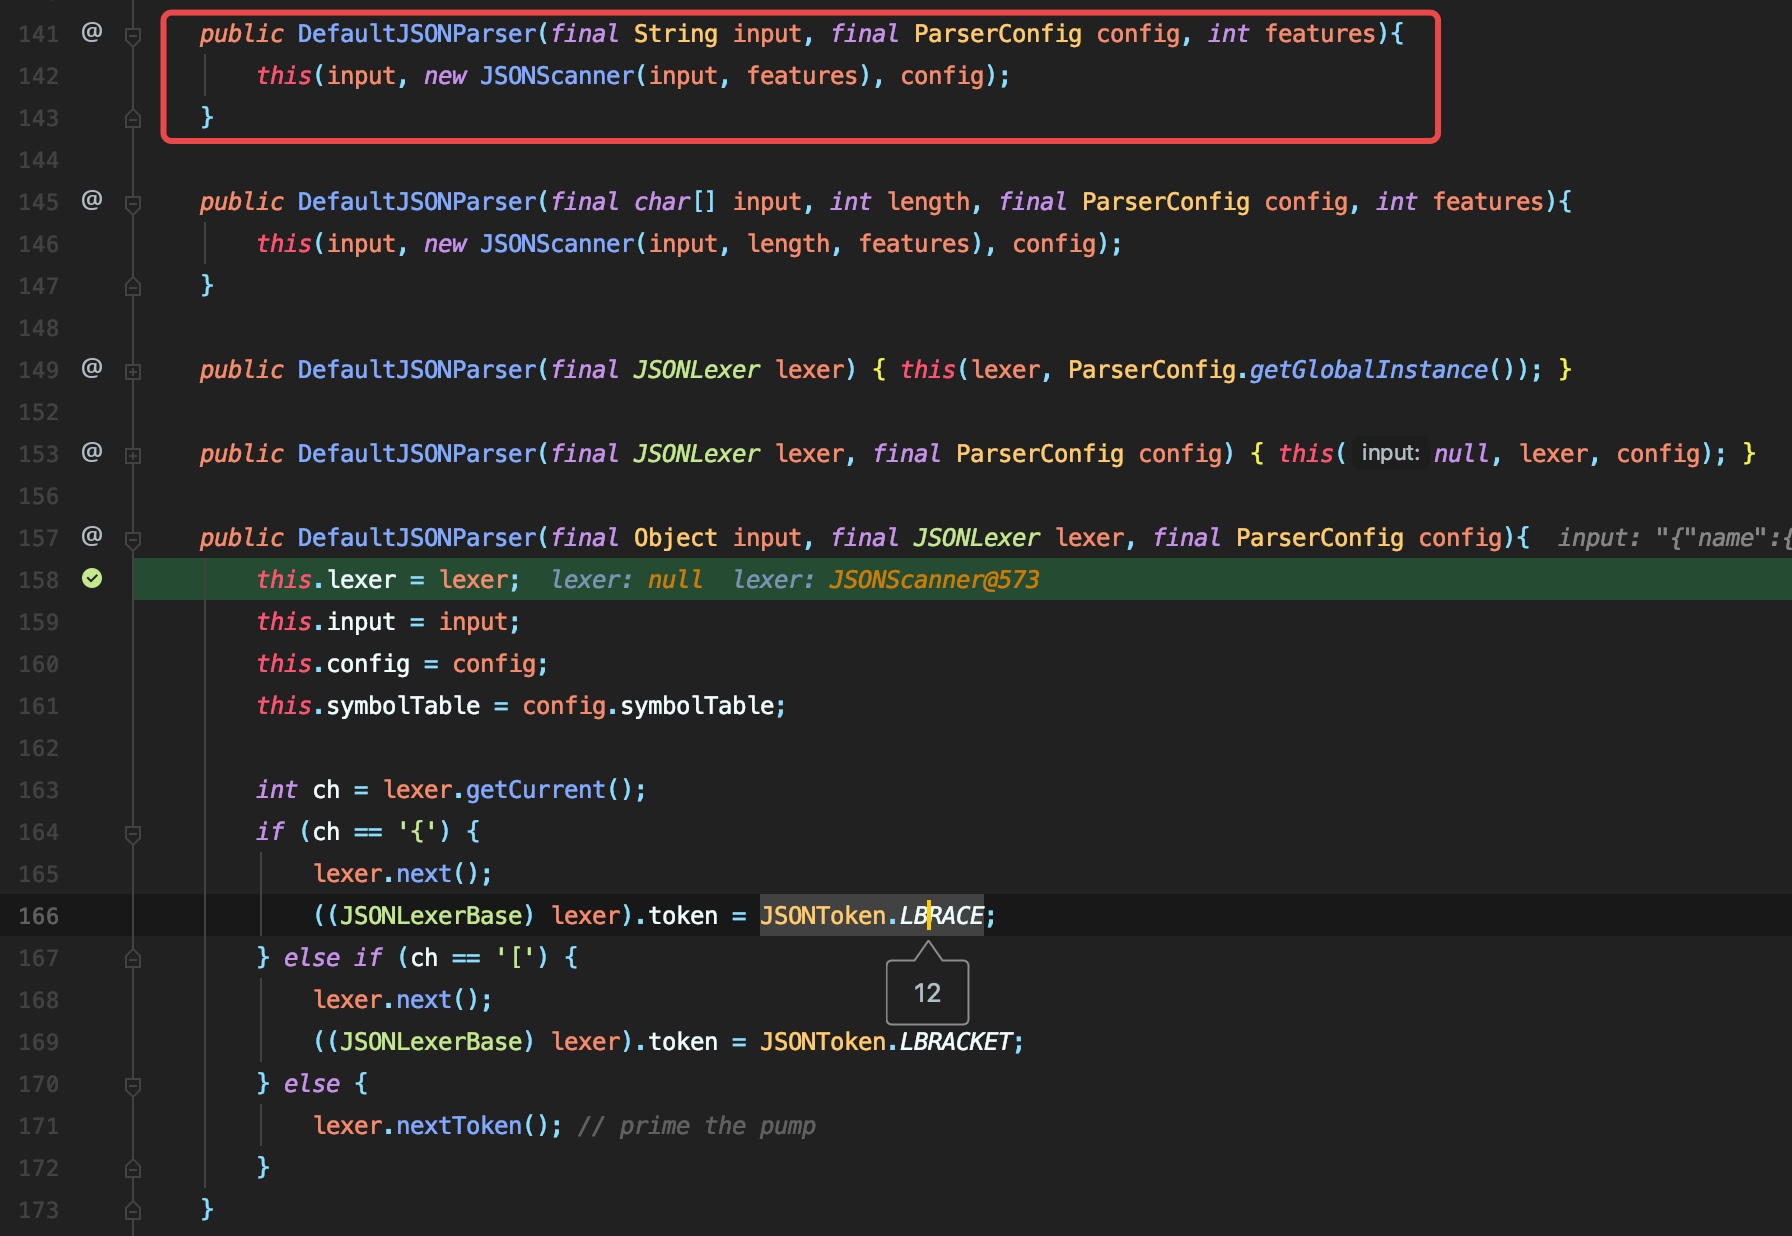 141 @ public DefaultJSONParser(final String input, final ParserConfig config, int features){
142 this(input, new JSONScanner(input, features), config);
143 }
144
145 @ public DefaultJSONParser(final char[] input, int length, final ParserConfig config, int features){
146 this(input, new JSONScanner(input, length, features), config);
147 }
148
149 @ public DefaultJSONParser(final JSONLexer lexer) { this(lexer, ParserConfig.getGlobalInstance()); }
152
153 @ public DefaultJSONParser(final JSONLexer lexer, final ParserConfig config) { this( input: null, lexer, config); }
156
157 @ public DefaultJSONParser(final Object input, final JSONLexer lexer, final ParserConfig config){ input: "{"name":{
158 this.lexer = lexer; lexer: null lexer: JSONScanner@573
159 this.input = input;
160 this.config = config;
161 this.symbolTable = config.symbolTable;
162
163 int ch = lexer.getCurrent();
164 if (ch == '{') {
165 lexer.next();
166 ((JSONLexerBase) lexer).token = JSONToken.LBRACE;
167 } else if (ch == '[') {
12
168 lexer.next();
169 ((JSONLexerBase) lexer).token = JSONToken.LBRACKET;
170 } else {
171 lexer.nextToken(); // prime the pump
172 }
173 }